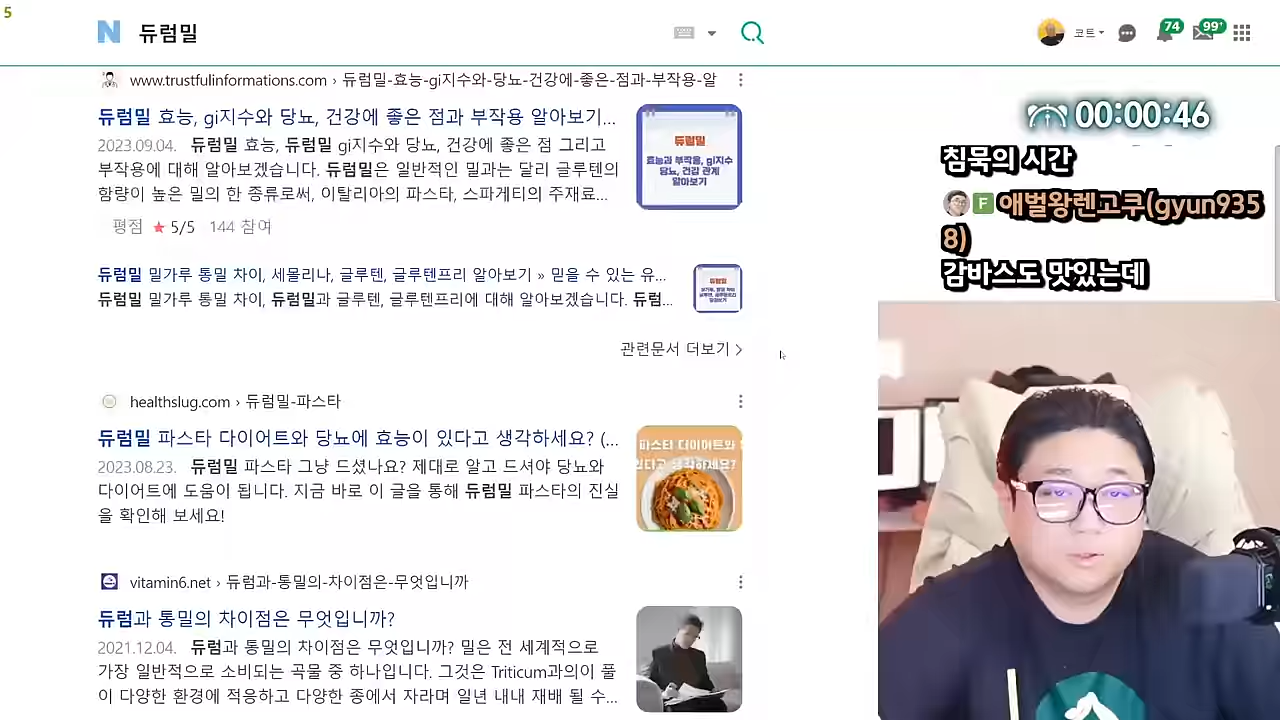 5
N 듀럼밀
코트
74
99+
www.trustfulinformations.com › 듀럼밀-효능-gi지수와-당뇨-건강에-좋은-점과-부작용-알
듀럼밀 효능, gi지수와 당뇨, 건강에 좋은 점과 부작용 알아보기...
2023.09.04. 듀럼밀 효능, 듀럼밀 gi지수와 당뇨, 건강에 좋은 점 그리고
부작용에 대해 알아보겠습니다. 듀럼밀은 일반적인 밀과는 달리 글루텐의
함량이 높은 밀의 한 종류로써, 이탈리아의 파스타, 스파게티의 주재료...
평점 ★ 5/5 144 참여
듀럼밀
효능과 부작용, gi지수
당뇨, 건강 관계
알아보기
듀럼밀 밀가루 통밀 차이, 세몰리나, 글루텐, 글루텐프리 알아보기 » 믿을 수 있는 유...
듀럼밀 밀가루 통밀 차이, 듀럼밀과 글루텐, 글루텐프리에 대해 알아보겠습니다. 듀럼...
듀럼밀
관련문서 더보기 >
healthslug.com › 듀럼밀-파스타
듀럼밀 파스타 다이어트와 당뇨에 효능이 있다고 생각하세요? (...
2023.08.23. 듀럼밀 파스타 그냥 드셨나요? 제대로 알고 드셔야 당뇨와
다이어트에 도움이 됩니다. 지금 바로 이 글을 통해 듀럼밀 파스타의 진실
을 확인해 보세요!
파스타 다이어트와
있다고 생각하세요?
vitamin6.net › 듀럼과-통밀의-차이점은-무엇입니까
듀럼과 통밀의 차이점은 무엇입니까?
2021.12.04. 듀럼과 통밀의 차이점은 무엇입니까? 밀은 전 세계적으로
가장 일반적으로 소비되는 곡물 중 하나입니다. 그것은 Triticum과의이 풀
이 다양한 환경에 적응하고 다양한 종에서 자라며 일년 내내 재배 될 수...
00:00:46
침묵의 시간
F 애벌왕렌고쿠(gyun935
8)
감바스도 맛있는데